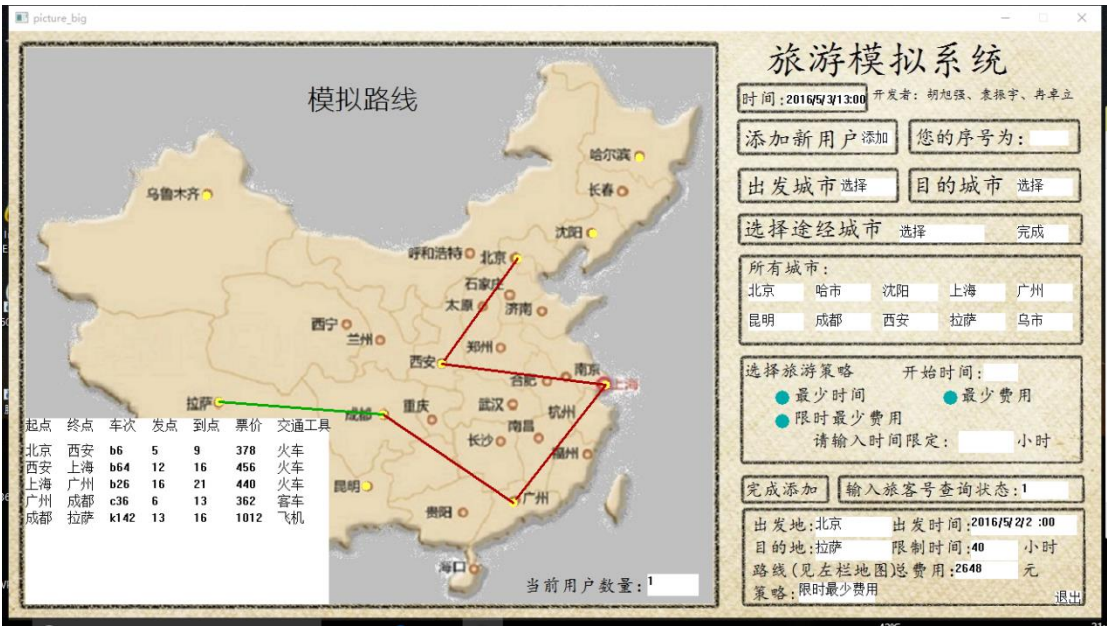 picture_big
旅游模拟系统
模拟路线
时间:2016/5/3/13:00 开发者: 胡旭强、袁振宇、冉卓立
添加新用户 添加 您的序号为:
出发城市 选择 目的城市 选择
选择途经城市 选择 完成
所有城市:
北京 哈市 沈阳 上海 广州
昆明 成都 西安 拉萨 乌市
选择旅游策略 开始时间:
最少时间 最少费用
限时最少费用
请输入时间限定: 小时
完成添加 输入旅客号查询状态:1
出发地:北京 出发时间:2016/5/2/2 :00
目的地:拉萨 限制时间:40 小时
路线(见左栏地图)总费用:2648 元
策略:限时最少费用
退出
哈尔滨
乌鲁木齐
长春
沈阳
呼和浩特
北京
石家庄
太原
济南
西宁
兰州
郑州
西安
南京
合肥
上海
拉萨
成都
重庆
武汉
杭州
南昌
长沙
福州
昆明
广州
贵阳
海口
起点 终点 车次 发点 到点 票价 交通工具
北京 西安 b6 5 9 378 火车
西安 上海 b64 12 16 456 火车
上海 广州 b26 16 21 440 火车
广州 成都 c36 6 13 362 客车
成都 拉萨 k142 13 16 1012 飞机
当前用户数量:1